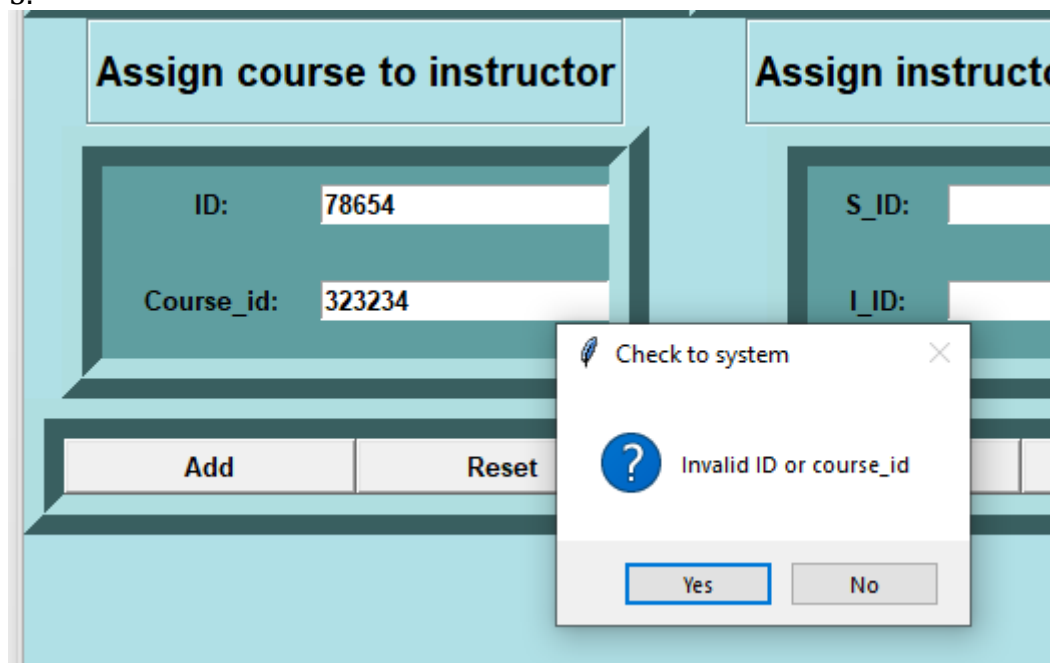 Assign course to instructor
Assign instructo
ID: 78654
Course_id: 323234
S_ID:
I_ID:
Add
Reset
Check to system
Invalid ID or course_id
Yes
No